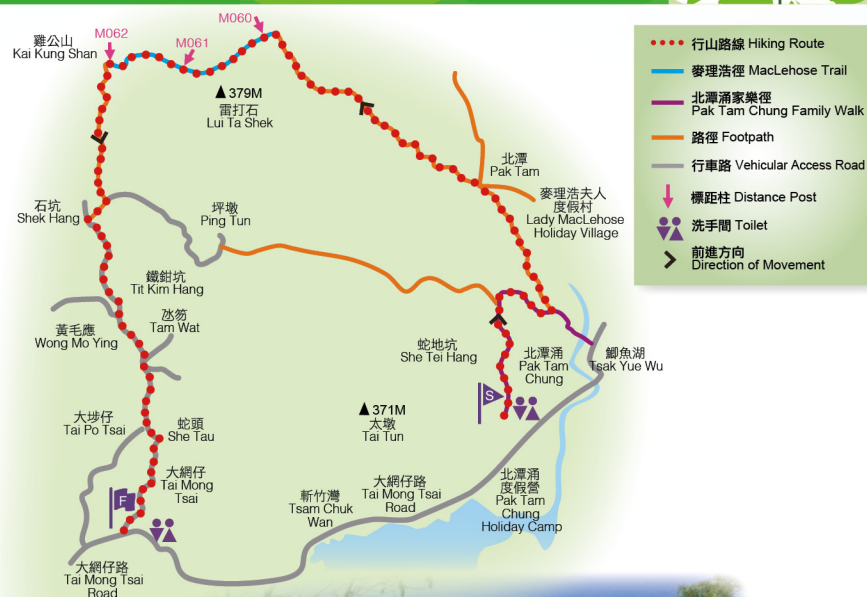 雞公山
Kai Kung Shan
M062
M061
M060
379M
雷打石
Lui Ta Shek
北潭
Pak Tam
麥理浩夫人
度假村
Lady MacLehose
Holiday Village
石坑
Shek Hang
坪墩
Ping Tun
鐵鉗坑
Tit Kim Hang
氹笏
Tam Wat
黃毛應
Wong Mo Ying
蛇地坑
She Tei Hang
北潭涌
Pak Tam
Chung
鯽魚湖
Tsak Yue Wu
S
371M
太墩
Tai Tun
大埗仔
Tai Po Tsai
蛇頭
She Tau
大網仔
Tai Mong
Tsai
F
斬竹灣
Tsam Chuk
Wan
大網仔路
Tai Mong Tsai
Road
北潭涌
度假營
Pak Tam
Chung
Holiday Camp
大網仔路
Tai Mong Tsai
Road
行山路線 Hiking Route
麥理浩徑 MacLehose Trail
北潭涌家樂徑
Pak Tam Chung Family Walk
路徑 Footpath
行車路 Vehicular Access Road
標距柱 Distance Post
洗手間 Toilet
前進方向
Direction of Movement